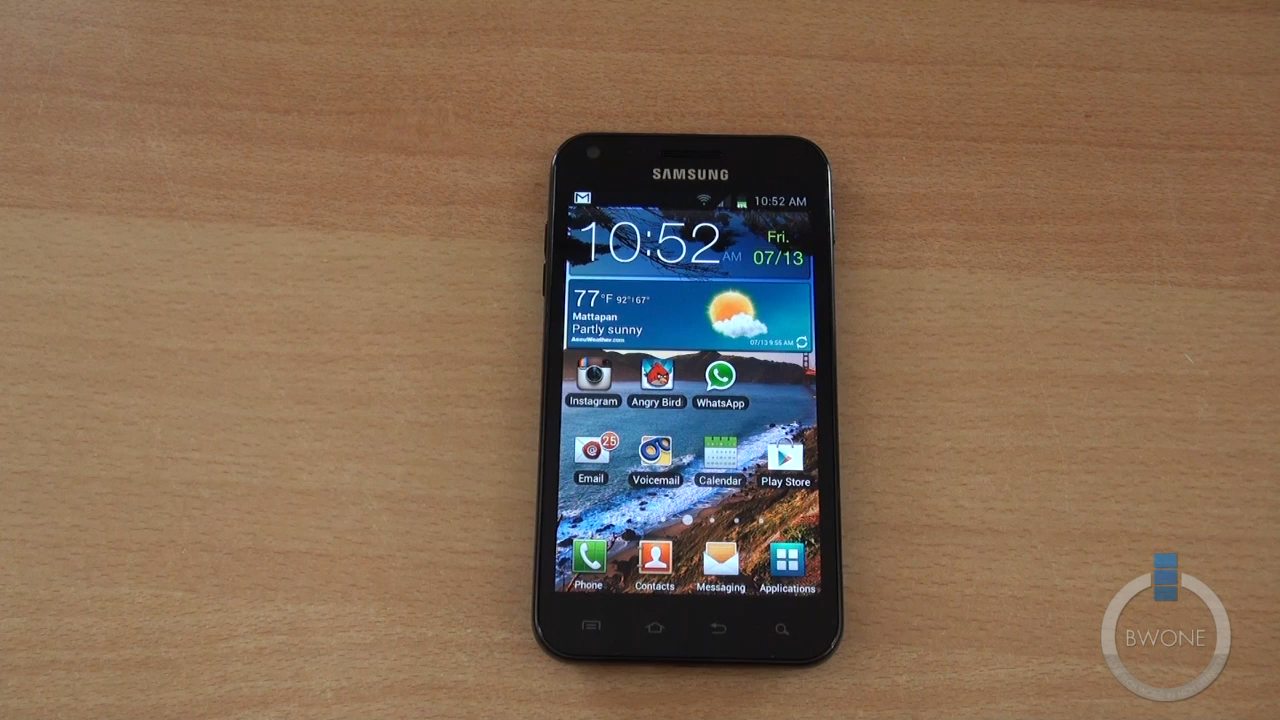 SAMSUNG
10:52 AM
10:52 AM
Fri.
07/13
77°F 92°| 67°
Mattapan
Partly sunny
AccuWeather.com
07/13 9:55 AM
Instagram
Angry Bird
WhatsApp
25
Email
Voicemail
Calendar
Play Store
Phone
Contacts
Messaging
Applications
BWONE